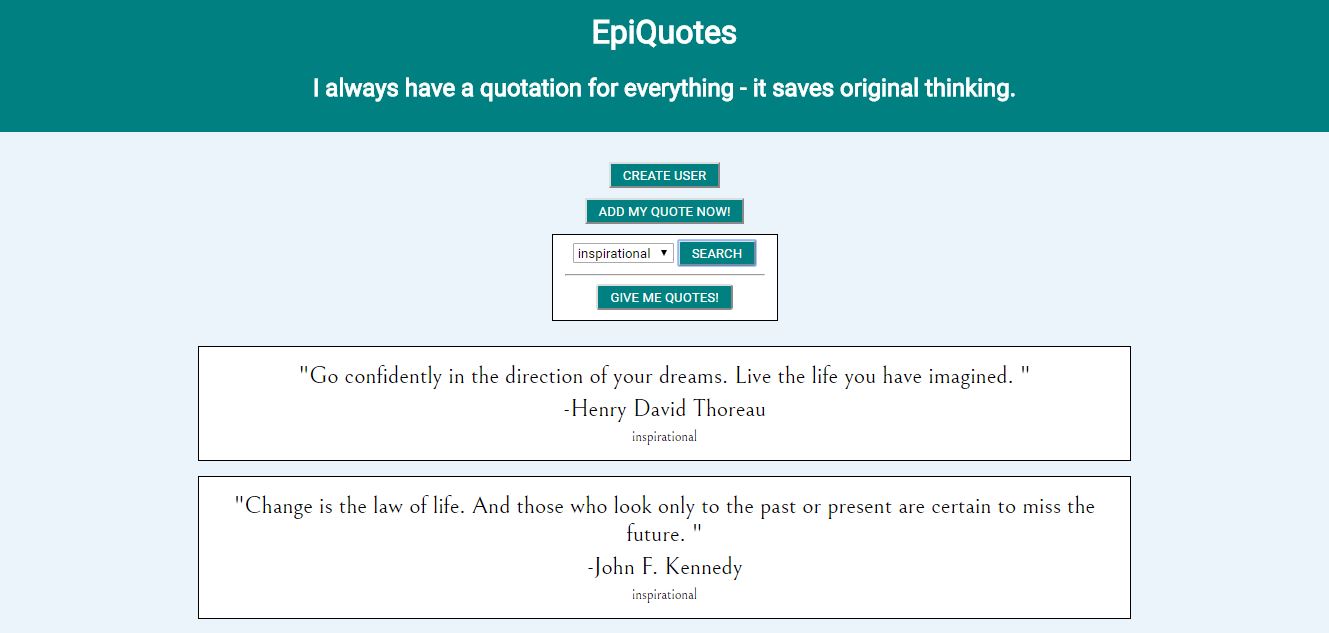 EpiQuotes
I always have a quotation for everything - it saves original thinking.
CREATE USER
ADD MY QUOTE NOW!
inspirational ▼ SEARCH
GIVE ME QUOTES!
"Go confidently in the direction of your dreams. Live the life you have imagined. "
-Henry David Thoreau
inspirational
"Change is the law of life. And those who look only to the past or present are certain to miss the
future. "
-John F. Kennedy
inspirational